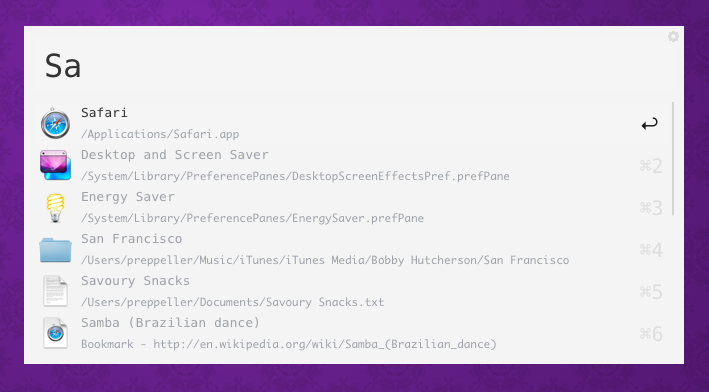 Sa
Safari
/Applications/Safari.app
Desktop and Screen Saver
/System/Library/PreferencePanes/DesktopScreenEffectsPref.prefPane
⌘2
Energy Saver
/System/Library/PreferencePanes/EnergySaver.prefPane
⌘3
San Francisco
/Users/preppeller/Music/iTunes/iTunes Media/Bobby Hutcherson/San Francisco
⌘4
Savoury Snacks
/Users/preppeller/Documents/Savoury Snacks.txt
⌘5
Samba (Brazilian dance)
Bookmark - http://en.wikipedia.org/wiki/Samba_(Brazilian_dance)
⌘6